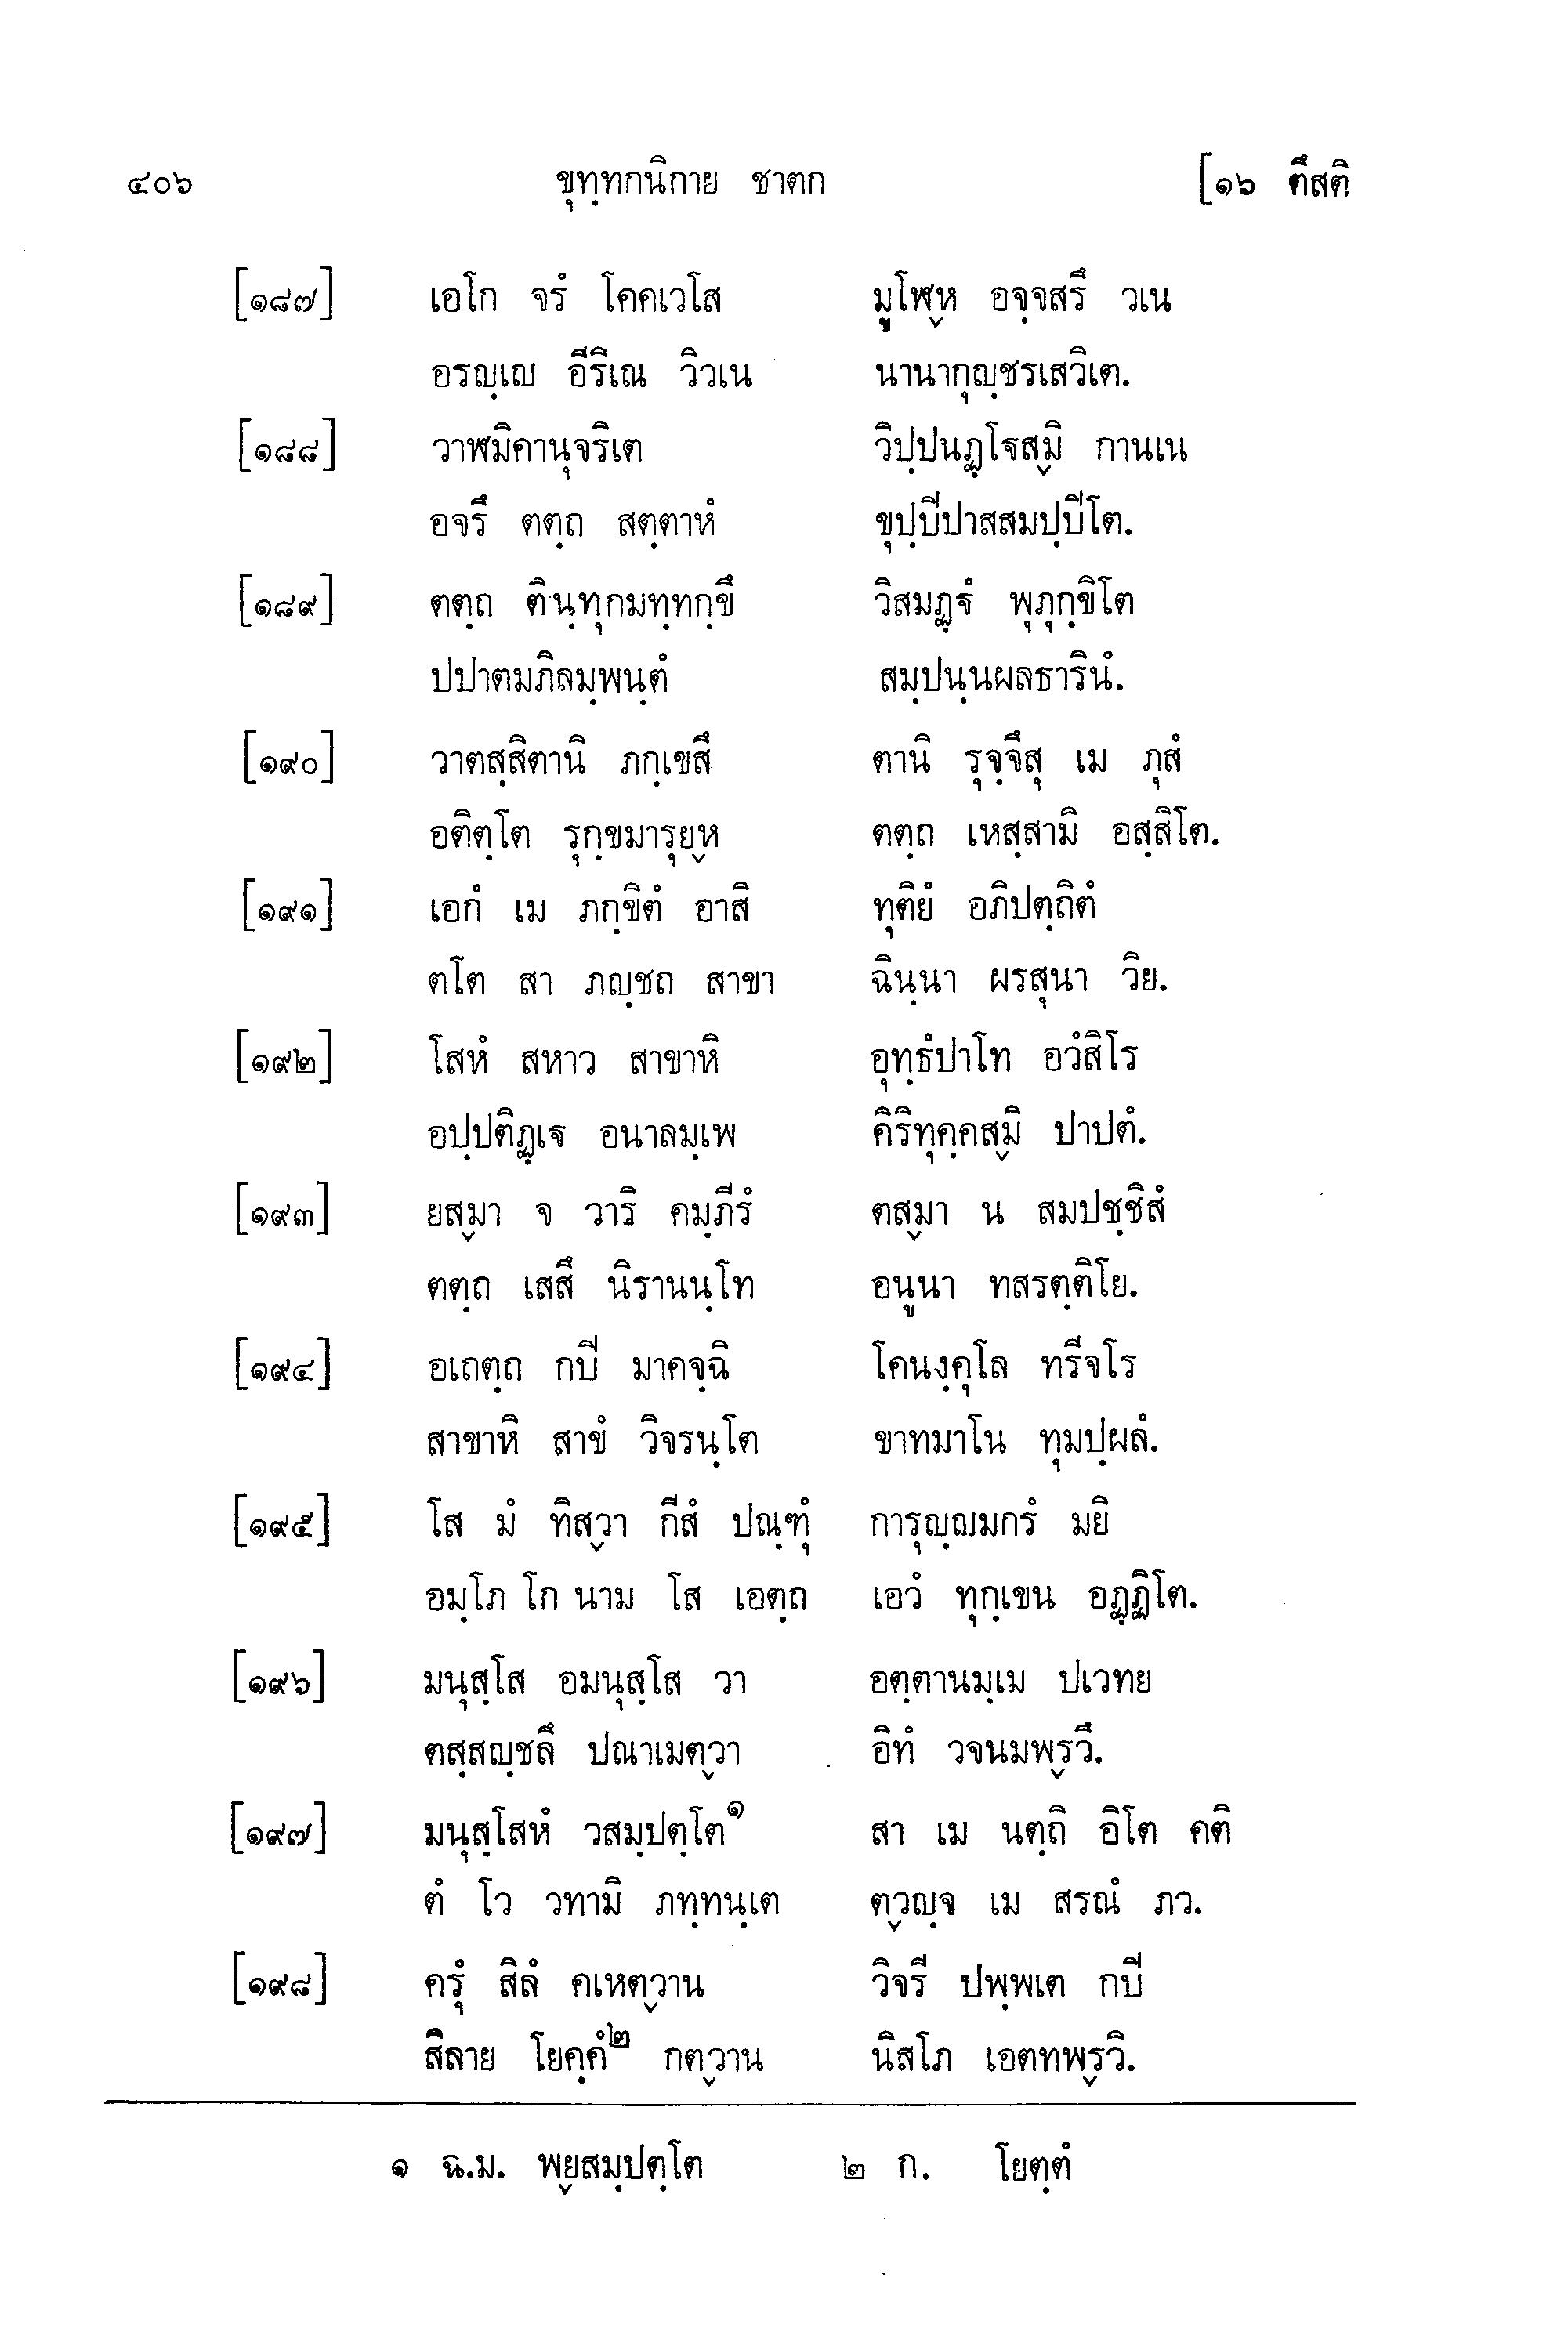 ๔๐๖ ขุทฺทกนิกาย ชาตก [๑๖ ตึสติ
[๑๘๗] เอโก จรํ โคคเวโส มูโฬฺห อจฺจสรึ วเน
อรญฺเญ อีริเณ วิวเน นานากุญฺชรเสวิเต.
[๑๘๘] วาฬมิคานุจริเต วิปฺปนฏฺโฐสฺมิ กานเน
อจรึ ตตฺถ สตฺตาหํ ขุปฺปีปาสสมปฺปีโต.
[๑๘๙] ตตฺถ ตินฺทุกมทฺทกฺขึ วิสมฏฺฐํ พุภุกฺขิโต
ปปาตมภิลมฺพนฺตํ สมฺปนฺนผลธารินํ.
[๑๙๐] วาตสฺสิตานิ ภกฺเขสึ ตานิ รุจฺจึสุ เม ภุสํ
อติตฺโต รุกฺขมารุยฺห ตตฺถ เหสฺสามิ อสฺสิโต.
[๑๙๑] เอกํ เม ภกฺขิตํ อาสิ ทุติยํ อภิปตฺถิตํ
ตโต สา ภญฺชถ สาขา ฉินฺนา ผรสุนา วิย.
[๑๙๒] โสหํ สหาว สาขาหิ อุทฺธํปาโท อวํสิโร
อปฺปติฏฺเฐ อนาลมฺเพ คิริทุคฺคสฺมิ ปาปตํ.
[๑๙๓] ยสฺมา จ วาริ คมฺภีรํ ตสฺมา น สมปชฺชิสํ
ตตฺถ เสสึ นิรานนฺโท อนูนา ทสรตฺติโย.
[๑๙๔] อเถตฺถ กปี มาคจฺฉิ โคนงฺคุโล ทรีจโร
สาขาหิ สาขํ วิจรนฺโต ขาทมาโน ทุมปฺผลํ.
[๑๙๕] โส มํ ทิสฺวา กีสํ ปณฺฑุํ การุญฺญมกรํ มยิ
อมฺโภ โก นาม โส เอตฺถ เอวํ ทุกฺเขน อฏฺฏิโต.
[๑๙๖] มนุสฺโส อมนุสฺโส วา อตฺตานมฺเม ปเวทย
ตสฺสญฺชลึ ปณาเมตฺวา อิทํ วจนมพฺรวึ.
[๑๙๗] มนุสฺโสหํ วสมฺปตฺโต๑ สา เม นตฺถิ อิโต คติ
ตํ โว วทามิ ภทฺทนฺเต ตฺวญฺจ เม สรณํ ภว.
[๑๙๘] ครุํ สิลํ คเหตฺวาน วิจรี ปพฺพเต กปี
สิลาย โยคฺคํ๒ กตฺวาน นิสโภ เอตทพฺรวิ.
๑ ฉ.ม. พฺยสมฺปตฺโต ๒ ก. โยตฺตํ